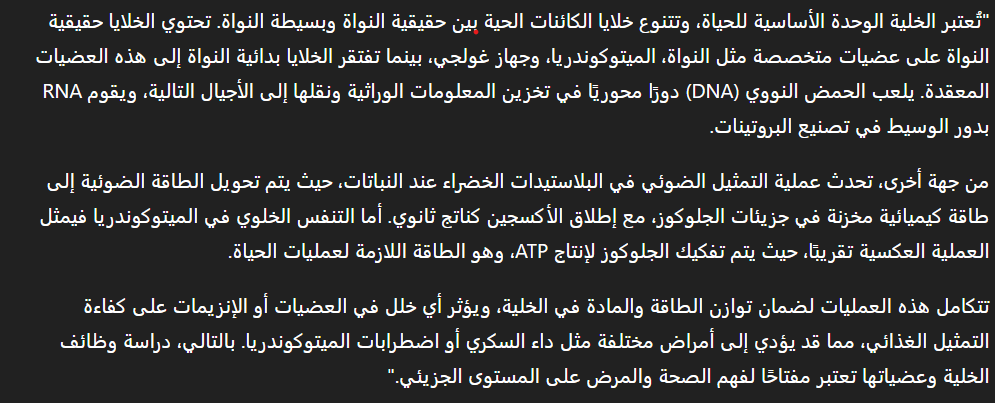 "تُعتبر الخلية الوحدة الأساسية للحياة، وتتنوع خلايا الكائنات الحية بين حقيقية النواة وبسيطة النواة. تحتوي الخلايا حقيقية
النواة على عضيات متخصصة مثل النواة، الميتوكوندريا، وجهاز غولجي، بينما تفتقر الخلايا بدائية النواة إلى هذه العضيات
المعقدة. يلعب الحمض النووي (DNA) دورًا محوريًا في تخزين المعلومات الوراثية ونقلها إلى الأجيال التالية، ويقوم RNA
بدور الوسيط في تصنيع البروتينات.
من جهة أخرى، تحدث عملية التمثيل الضوئي في البلاستيدات الخضراء عند النباتات، حيث يتم تحويل الطاقة الضوئية إلى
طاقة كيميائية مخزنة في جزيئات الجلوكوز، مع إطلاق الأكسجين كناتج ثانوي. أما التنفس الخلوي في الميتوكوندريا فيمثل
العملية العكسية تقريبًا، حيث يتم تفكيك الجلوكوز لإنتاج ATP، وهو الطاقة اللازمة لعمليات الحياة.
تتكامل هذه العمليات لضمان توازن الطاقة والمادة في الخلية، ويؤثر أي خلل في العضيات أو الإنزيمات على كفاءة
التمثيل الغذائي، مما قد يؤدي إلى أمراض مختلفة مثل داء السكري أو اضطرابات الميتوكوندريا. بالتالي، دراسة وظائف
الخلية وعضياتها تعتبر مفتاحًا لفهم الصحة والمرض على المستوى الجزيئي."